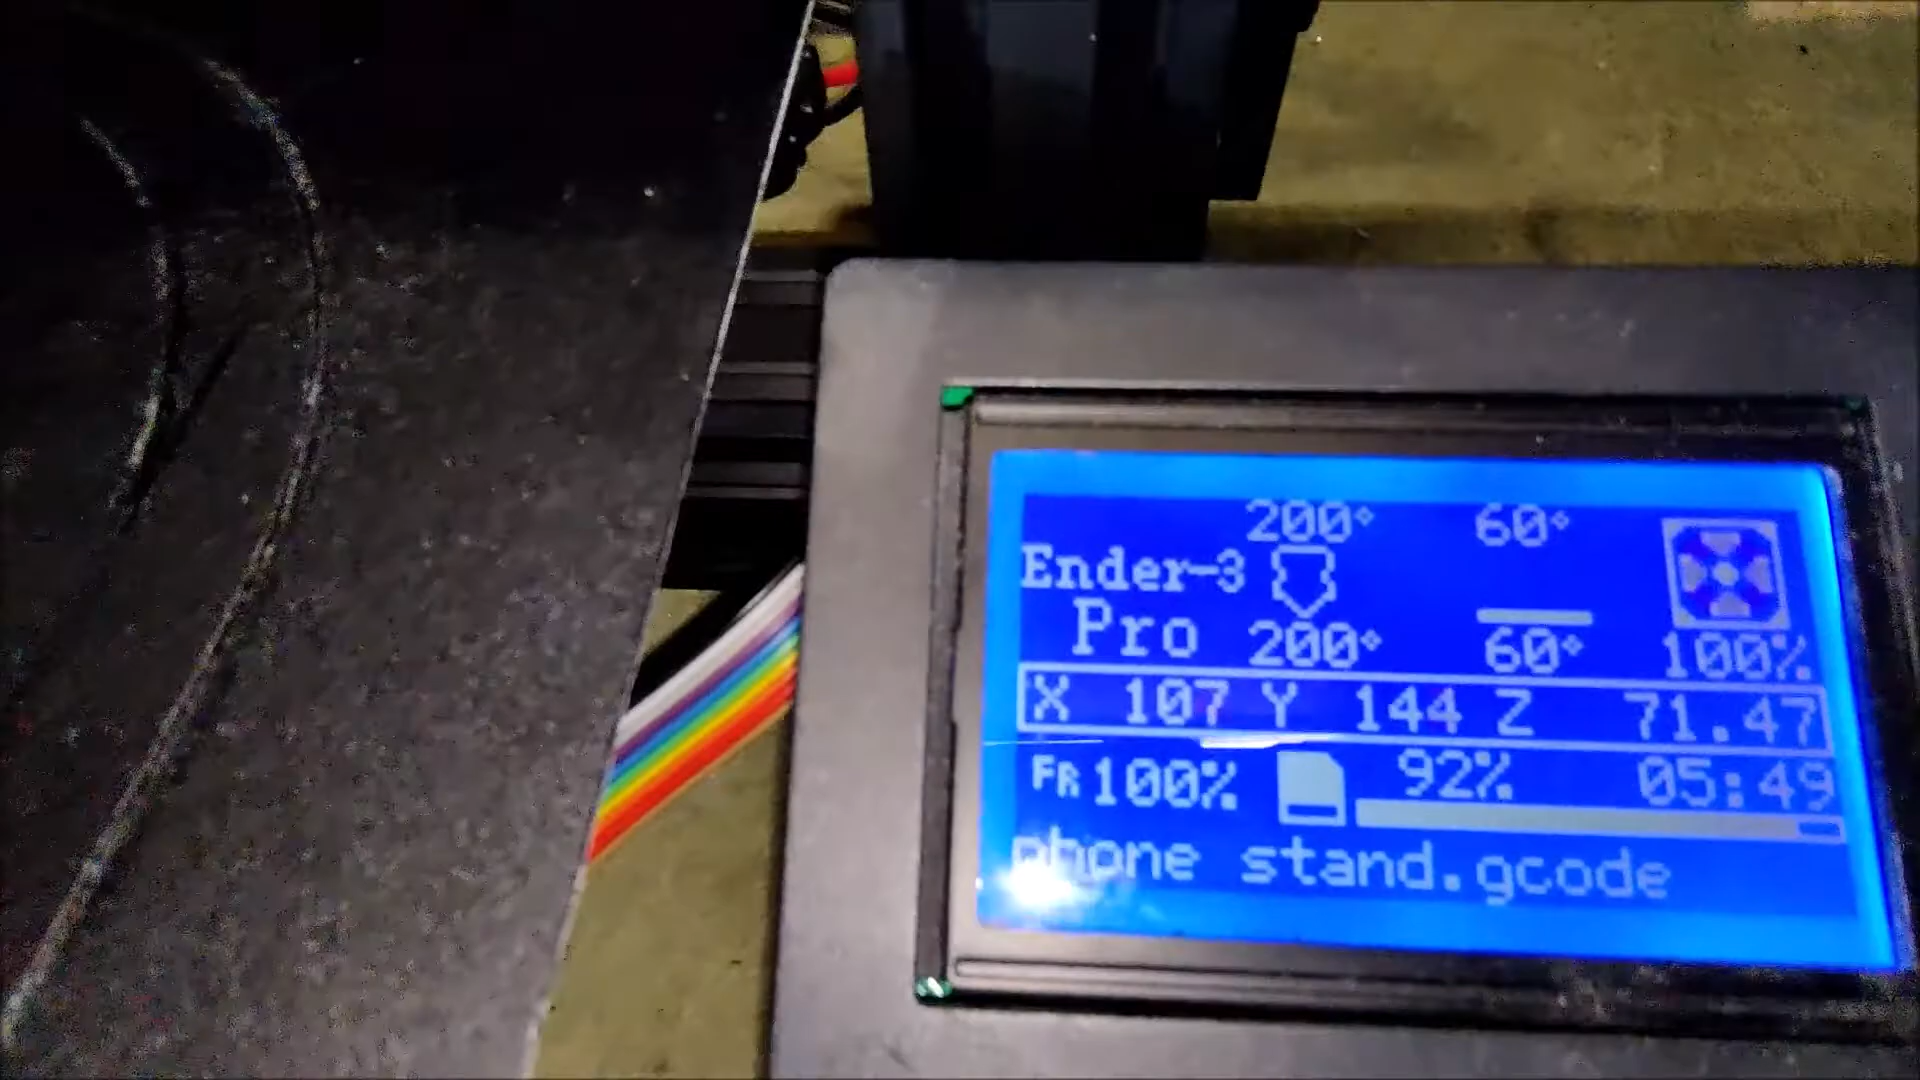 200° 60°
Ender-3
Pro 200° 60° 100%
X 107 Y 144 Z 71.47
FR 100% 92% 05:49
phone stand.gcode